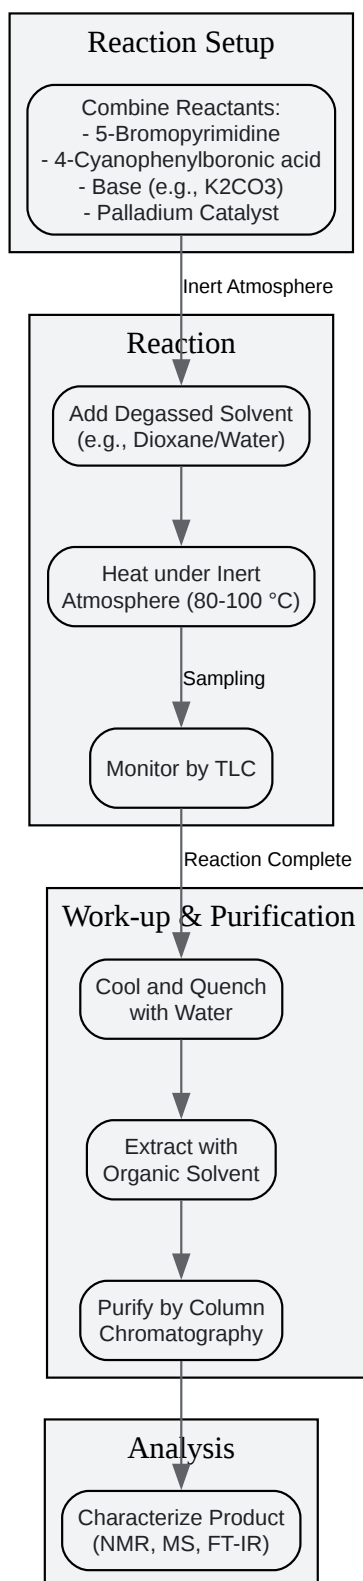 Reaction Setup
Combine Reactants:
- 5-Bromopyrimidine
- 4-Cyanophenylboronic acid
- Base (e.g., K2CO3)
- Palladium Catalyst
Inert Atmosphere
Reaction
Add Degassed Solvent
(e.g., Dioxane/Water)
Heat under Inert
Atmosphere (80-100 °C)
Sampling
Monitor by TLC
Reaction Complete
Work-up & Purification
Cool and Quench
with Water
Extract with
Organic Solvent
Purify by Column
Chromatography
Analysis
Characterize Product
(NMR, MS, FT-IR)